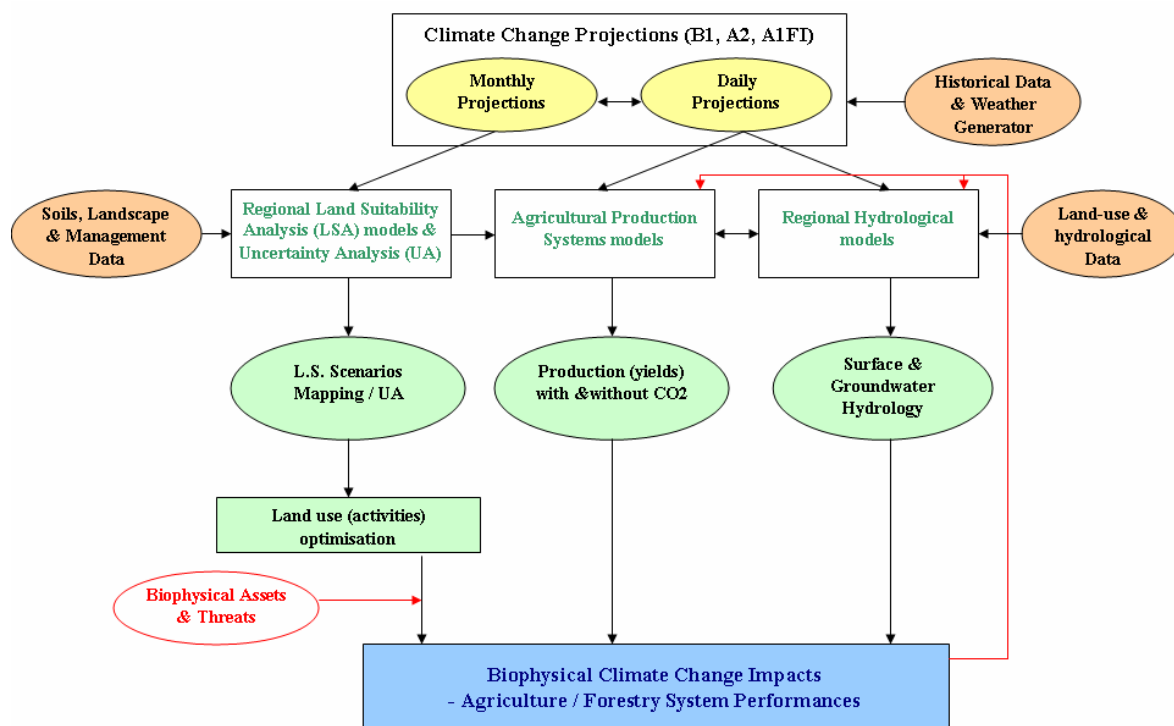 Climate Change Projections (B1, A2, A1FI)
Monthly
Projections
Daily
Projections
Historical Data
& Weather
Generator
Soils, Landscape
& Management
Data
Regional Land Suitability
Analysis (LSA) models &
Uncertainty Analysis (UA)
Agricultural Production
Systems models
Regional Hydrological
models
Land-use &
hydrological
Data
L.S. Scenarios
Mapping / UA
Production (yields)
with &without CO2
Surface &
Groundwater
Hydrology
Land use (activities)
optimisation
Biophysical Assets
& Threats
Biophysical Climate Change Impacts
- Agriculture / Forestry System Performances